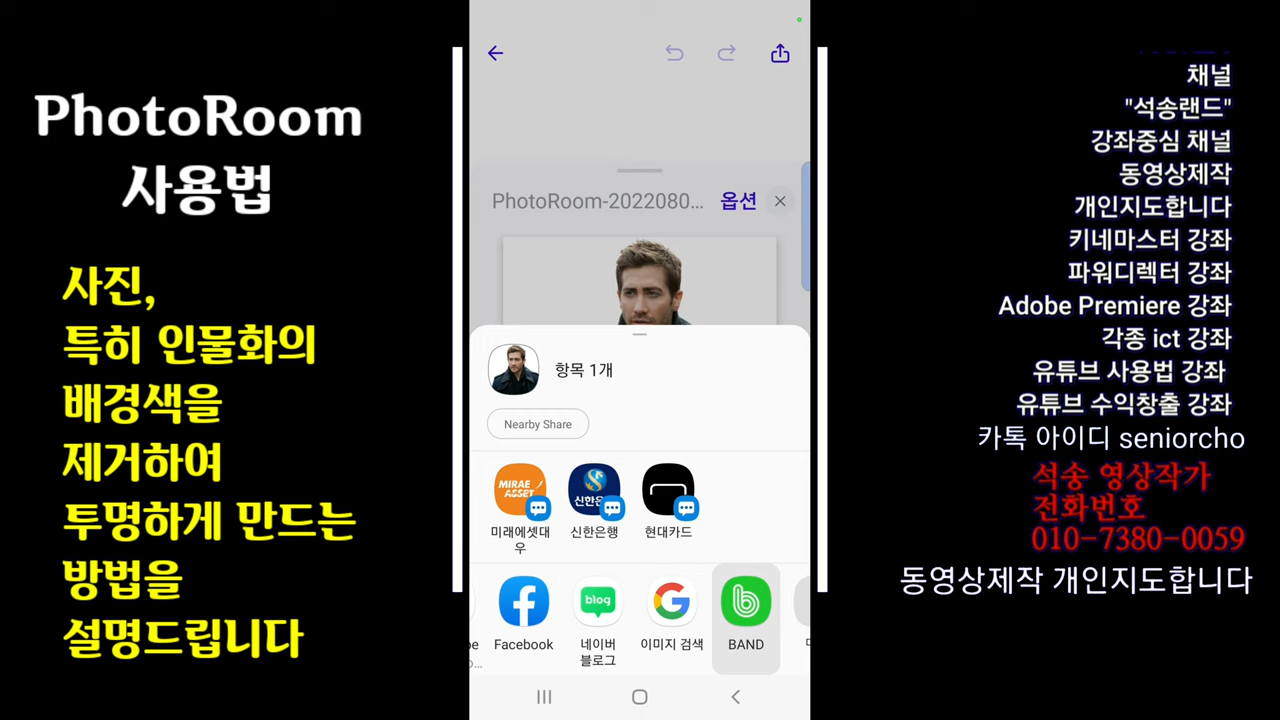 PhotoRoom
사용법
사진,
특히 인물화의
배경색을
제거하여
투명하게 만드는
방법을
설명드립니다
PhotoRoom-2022080...
옵션
항목 1개
Nearby Share
MIRAE ASSET
신한은
미래에셋대
우
신한은행
현대카드
blog
Facebook
네이버
블로그
이미지 검색
BAND
채널
"석송랜드"
강좌중심 채널
동영상제작
개인지도합니다
키네마스터 강좌
파워디렉터 강좌
Adobe Premiere 강좌
각종 ict 강좌
유튜브 사용법 강좌
유튜브 수익창출 강좌
카톡 아이디 seniorcho
석송 영상작가
전화번호
010-7380-0059
동영상제작 개인지도합니다